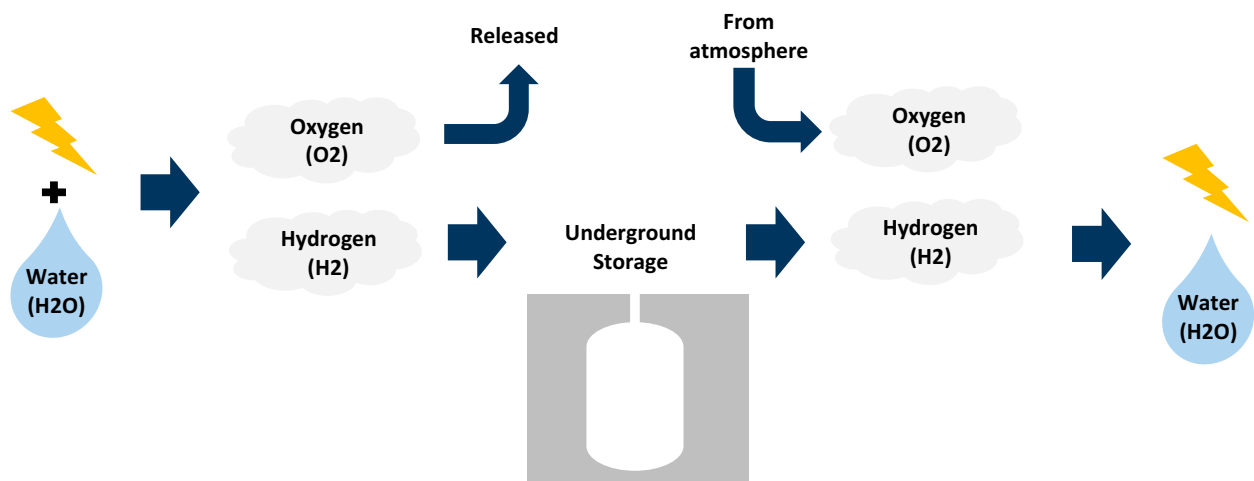 Released
From
atmosphere
Oxygen
(O2)
Oxygen
(O2)
Water
(H2O)
Hydrogen
(H2)
Underground
Storage
Hydrogen
(H2)
Water
(H2O)